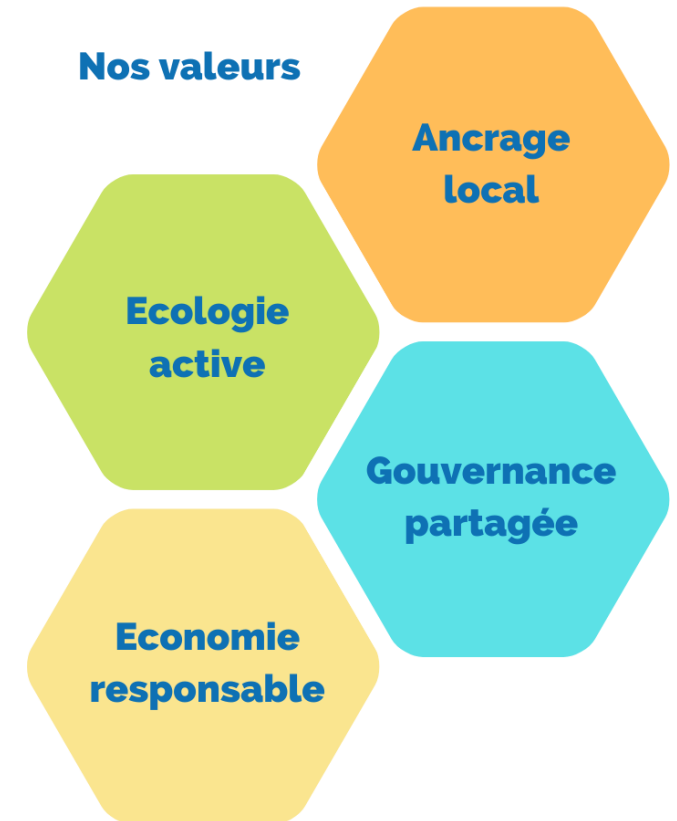 Nos valeurs
Ancrage
local
Ecologie
active
Gouvernance
partagée
Economie
responsable